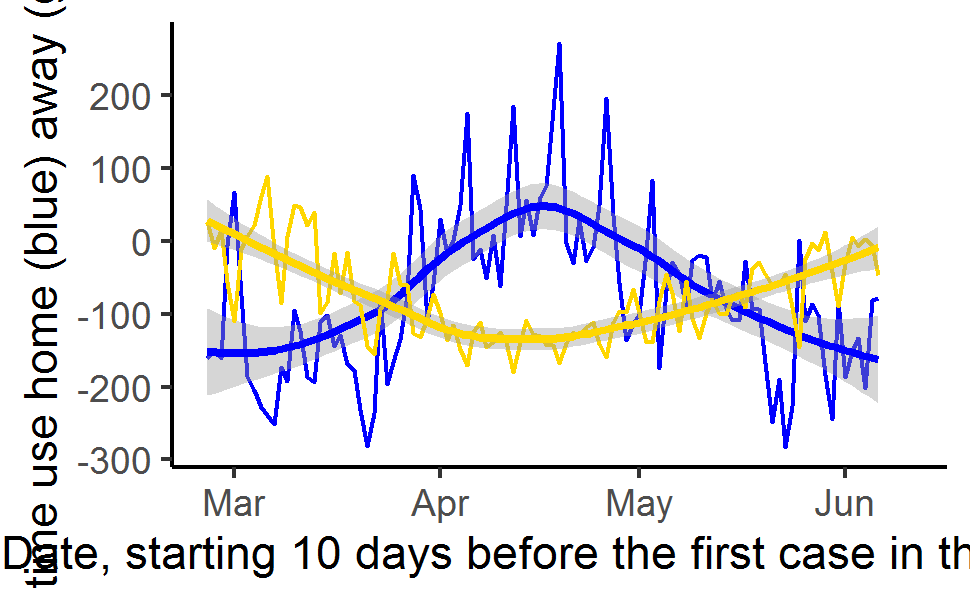 time use home (blue) away (
200
100
0
-100
-200
-300
Mar Apr May Jun
Date, starting 10 days before the first case in th